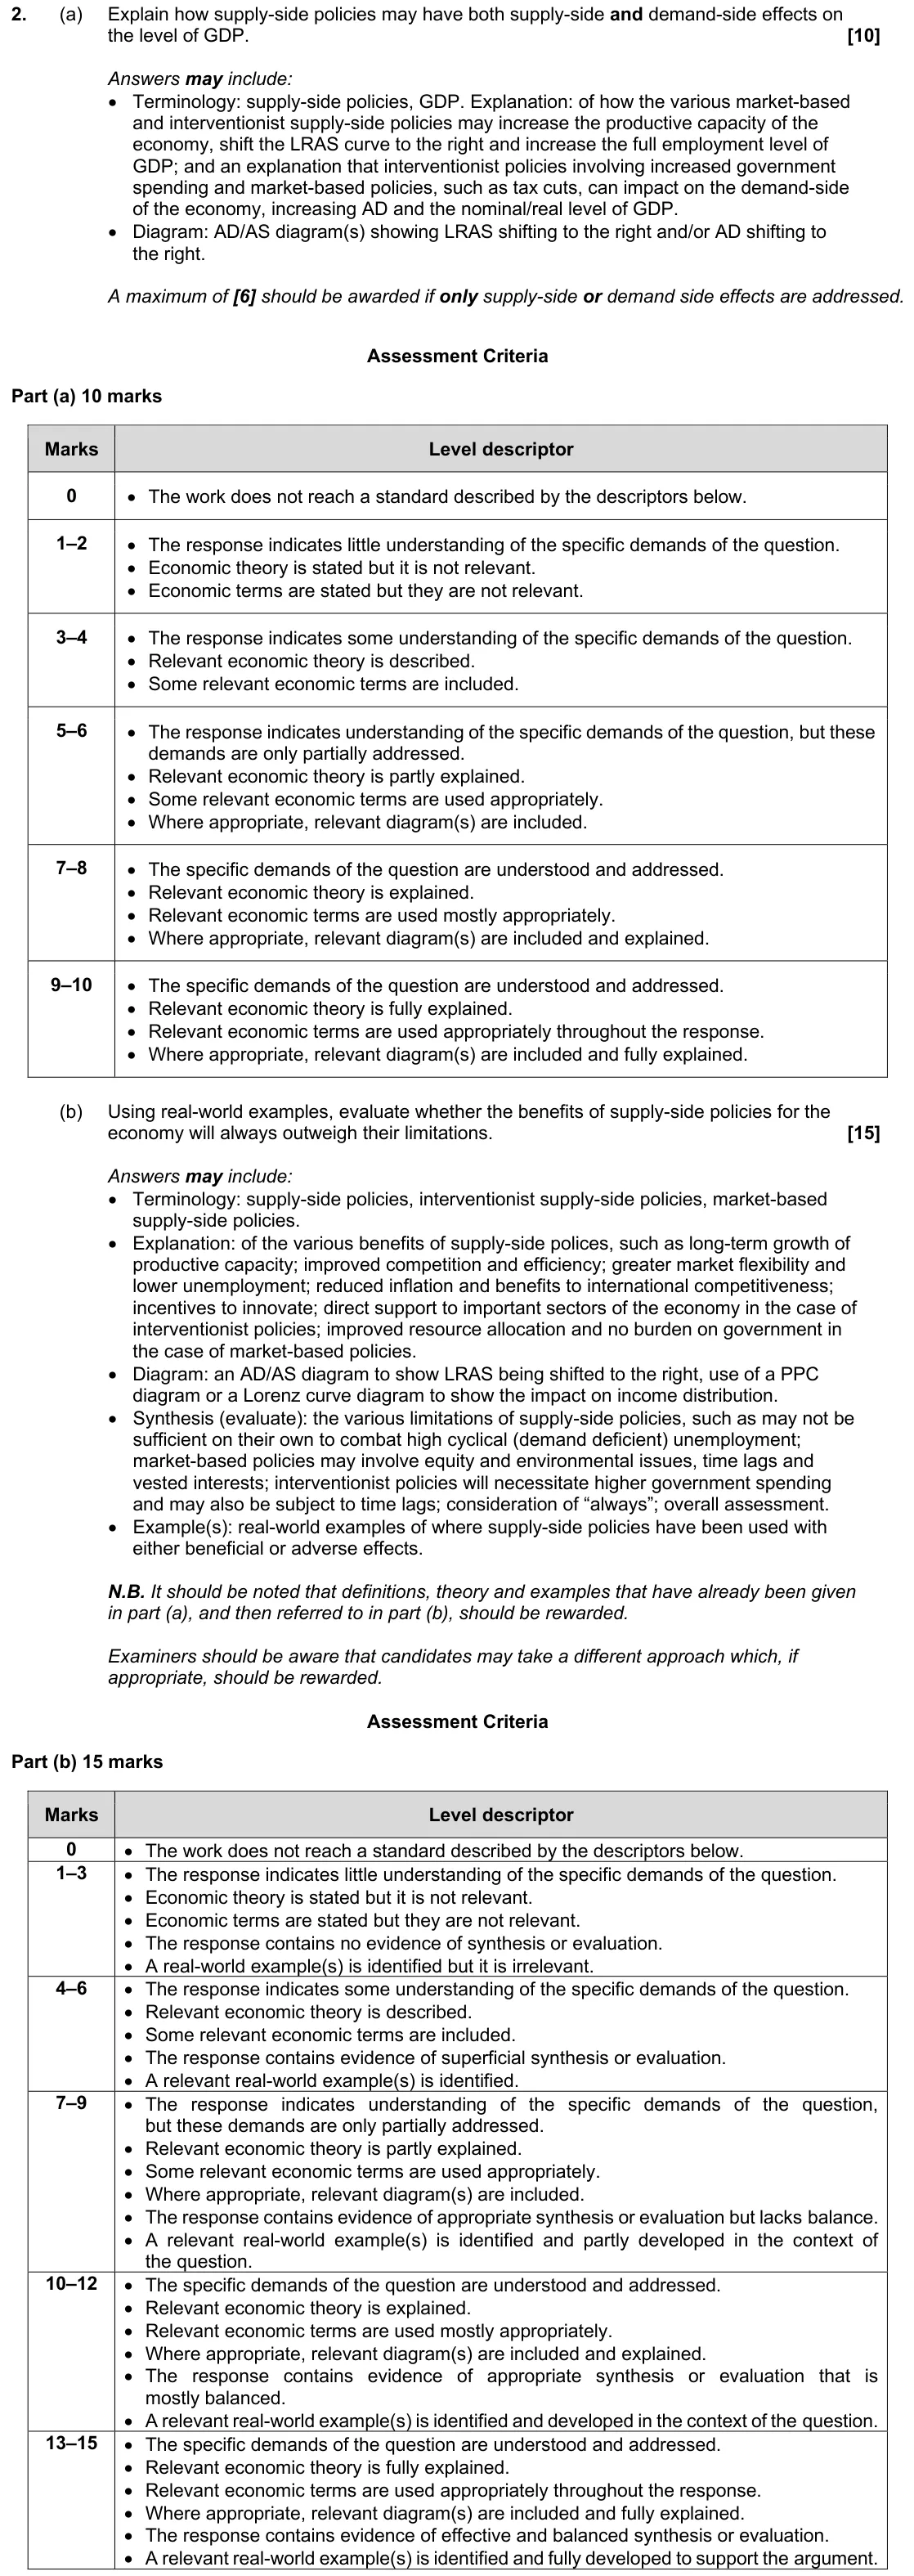 2. (a) Explain how supply-side policies may have both supply-side and demand-side effects on
the level of GDP. [10]
Answers may include:
• Terminology: supply-side policies, GDP. Explanation: of how the various market-based
and interventionist supply-side policies may increase the productive capacity of the
economy, shift the LRAS curve to the right and increase the full employment level of
GDP; and an explanation that interventionist policies involving increased government
spending and market-based policies, such as tax cuts, can impact on the demand-side
of the economy, increasing AD and the nominal/real level of GDP.
• Diagram: AD/AS diagram(s) showing LRAS shifting to the right and/or AD shifting to
the right.
A maximum of [6] should be awarded if only supply-side or demand side effects are addressed.
Assessment Criteria
Part (a) 10 marks
Marks Level descriptor
0 • The work does not reach a standard described by the descriptors below.
1–2 • The response indicates little understanding of the specific demands of the question.
• Economic theory is stated but it is not relevant.
• Economic terms are stated but they are not relevant.
3–4 • The response indicates some understanding of the specific demands of the question.
• Relevant economic theory is described.
• Some relevant economic terms are included.
5–6 • The response indicates understanding of the specific demands of the question, but these
demands are only partially addressed.
• Relevant economic theory is partly explained.
• Some relevant economic terms are used appropriately.
• Where appropriate, relevant diagram(s) are included.
7–8 • The specific demands of the question are understood and addressed.
• Relevant economic theory is explained.
• Relevant economic terms are used mostly appropriately.
• Where appropriate, relevant diagram(s) are included and explained.
9–10 • The specific demands of the question are understood and addressed.
• Relevant economic theory is fully explained.
• Relevant economic terms are used appropriately throughout the response.
• Where appropriate, relevant diagram(s) are included and fully explained.
(b) Using real-world examples, evaluate whether the benefits of supply-side policies for the
economy will always outweigh their limitations. [15]
Answers may include:
• Terminology: supply-side policies, interventionist supply-side policies, market-based
supply-side policies.
• Explanation: of the various benefits of supply-side polices, such as long-term growth of
productive capacity; improved competition and efficiency; greater market flexibility and
lower unemployment; reduced inflation and benefits to international competitiveness;
incentives to innovate; direct support to important sectors of the economy in the case of
interventionist policies; improved resource allocation and no burden on government in
the case of market-based policies.
• Diagram: an AD/AS diagram to show LRAS being shifted to the right, use of a PPC
diagram or a Lorenz curve diagram to show the impact on income distribution.
• Synthesis (evaluate): the various limitations of supply-side policies, such as may not be
sufficient on their own to combat high cyclical (demand deficient) unemployment;
market-based policies may involve equity and environmental issues, time lags and
vested interests; interventionist policies will necessitate higher government spending
and may also be subject to time lags; consideration of “always”; overall assessment.
• Example(s): real-world examples of where supply-side policies have been used with
either beneficial or adverse effects.
N.B. It should be noted that definitions, theory and examples that have already been given
in part (a), and then referred to in part (b), should be rewarded.
Examiners should be aware that candidates may take a different approach which, if
appropriate, should be rewarded.
Assessment Criteria
Part (b) 15 marks
Marks Level descriptor
0 • The work does not reach a standard described by the descriptors below.
1–3 • The response indicates little understanding of the specific demands of the question.
• Economic theory is stated but it is not relevant.
• Economic terms are stated but they are not relevant.
• The response contains no evidence of synthesis or evaluation.
• A real-world example(s) is identified but it is irrelevant.
4–6 • The response indicates some understanding of the specific demands of the question.
• Relevant economic theory is described.
• Some relevant economic terms are included.
• The response contains evidence of superficial synthesis or evaluation.
• A relevant real-world example(s) is identified.
7–9 • The response indicates understanding of the specific demands of the question,
but these demands are only partially addressed.
• Relevant economic theory is partly explained.
• Some relevant economic terms are used appropriately.
• Where appropriate, relevant diagram(s) are included.
• The response contains evidence of appropriate synthesis or evaluation but lacks balance.
• A relevant real-world example(s) is identified and partly developed in the context of
the question.
10–12 • The specific demands of the question are understood and addressed.
• Relevant economic theory is explained.
• Relevant economic terms are used mostly appropriately.
• Where appropriate, relevant diagram(s) are included and explained.
• The response contains evidence of appropriate synthesis or evaluation that is
mostly balanced.
• A relevant real-world example(s) is identified and developed in the context of the question.
13–15 • The specific demands of the question are understood and addressed.
• Relevant economic theory is fully explained.
• Relevant economic terms are used appropriately throughout the response.
• Where appropriate, relevant diagram(s) are included and fully explained.
• The response contains evidence of effective and balanced synthesis or evaluation.
• A relevant real-world example(s) is identified and fully developed to support the argument.